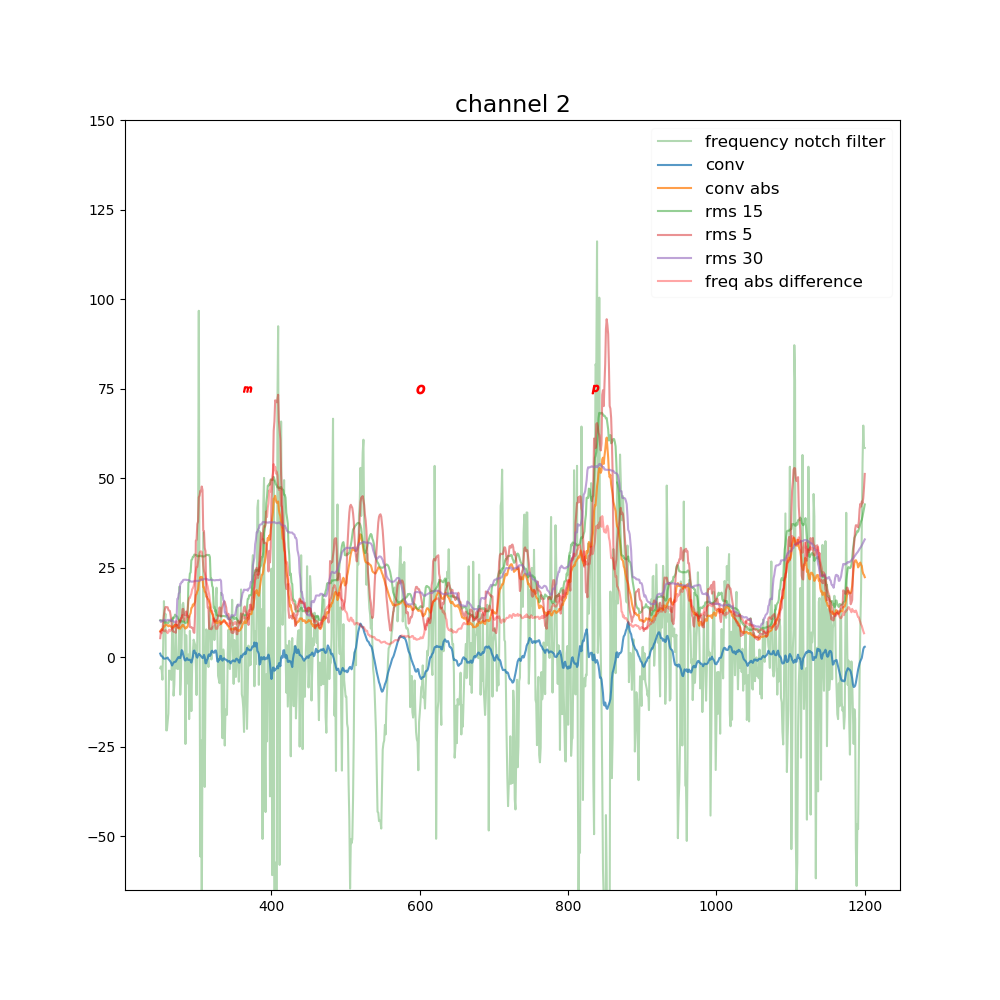 channel 2
150
125
100
75
50
25
0
−25
−50
400 600 800 1000 1200
frequency notch filter
conv
conv abs
rms 15
rms 5
rms 30
freq abs difference
m o p